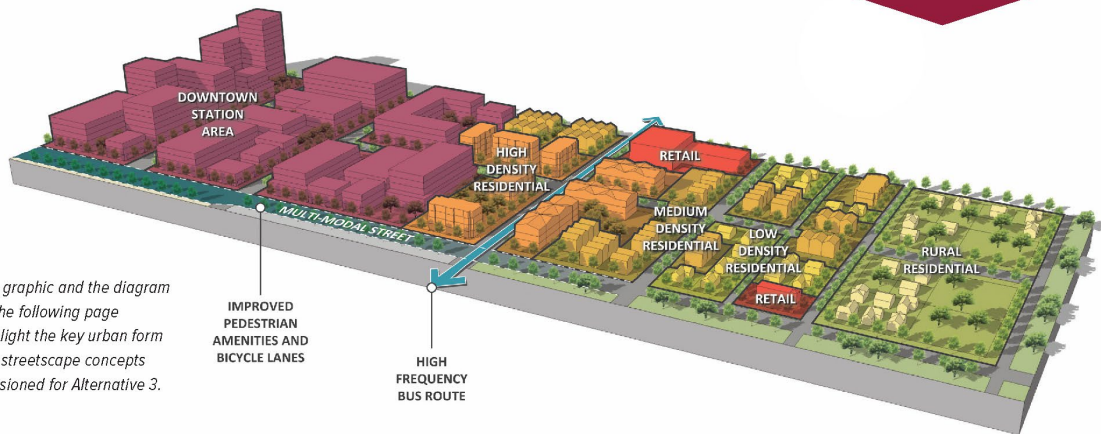 DOWNTOWN
STATION
AREA
HIGH
DENSITY
RESIDENTIAL
RETAIL
MEDIUM
DENSITY
RESIDENTIAL
LOW
DENSITY
RESIDENTIAL
RETAIL
RURAL
RESIDENTIAL
MULTI-MODAL STREET
IMPROVED
PEDESTRIAN
AMENITIES AND
BICYCLE LANES
HIGH
FREQUENCY
BUS ROUTE
graphic and the diagram
he following page
light the key urban form
streetscape concepts
sioned for Alternative 3.